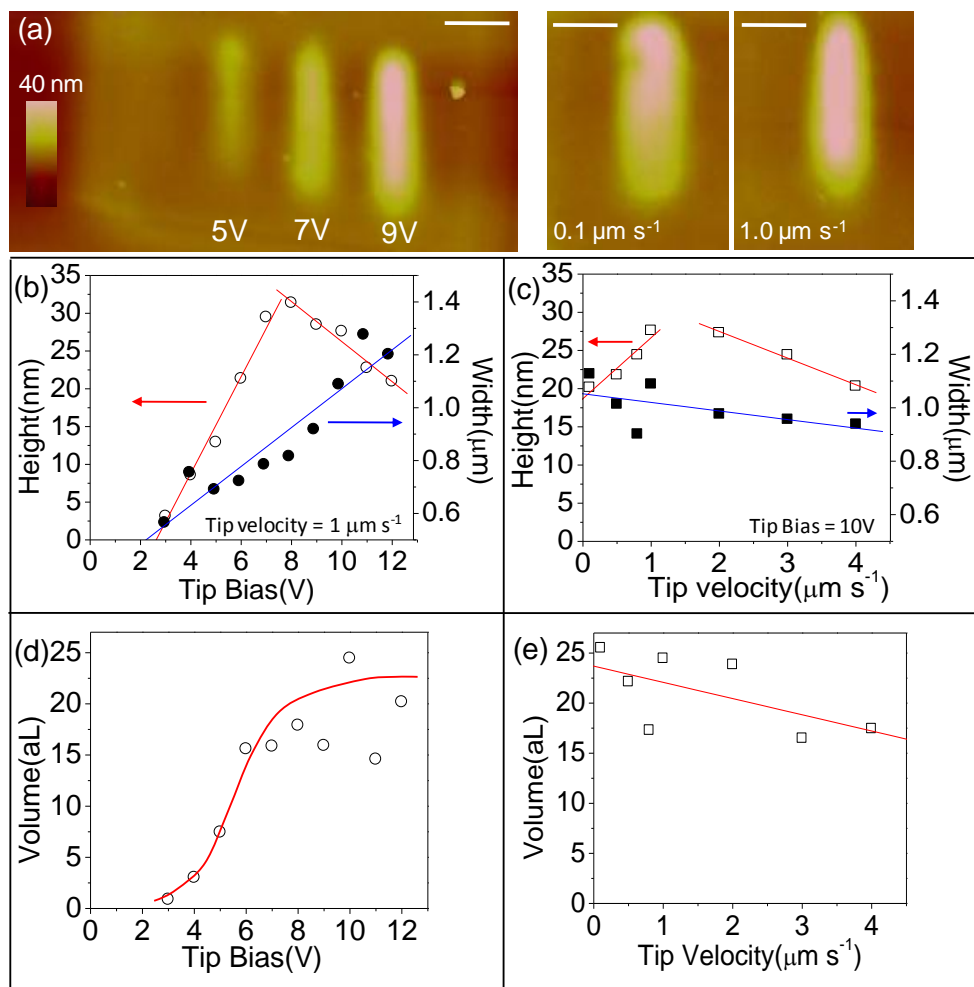 (a)
40 nm
5V
7V
9V
0.1 µm s⁻¹
1.0 µm s⁻¹
(b)
35
30
25
20
15
10
5
0
Height(nm)
1.4
1.2
1.0
0.8
0.6
Width(µm)
Tip velocity = 1 µm s⁻¹
0 2 4 6 8 10 12
Tip Bias(V)
(c)
35
30
25
20
15
10
5
0
Height(nm)
1.4
1.2
1.0
0.8
0.6
Width(µm)
Tip Bias = 10V
0 1 2 3 4
Tip velocity(µm s⁻¹)
(d)
25
20
15
10
5
0
Volume(aL)
0 2 4 6 8 10 12
Tip Bias(V)
(e)
25
20
15
10
5
0
Volume(aL)
0 1 2 3 4
Tip Velocity(µm s⁻¹)